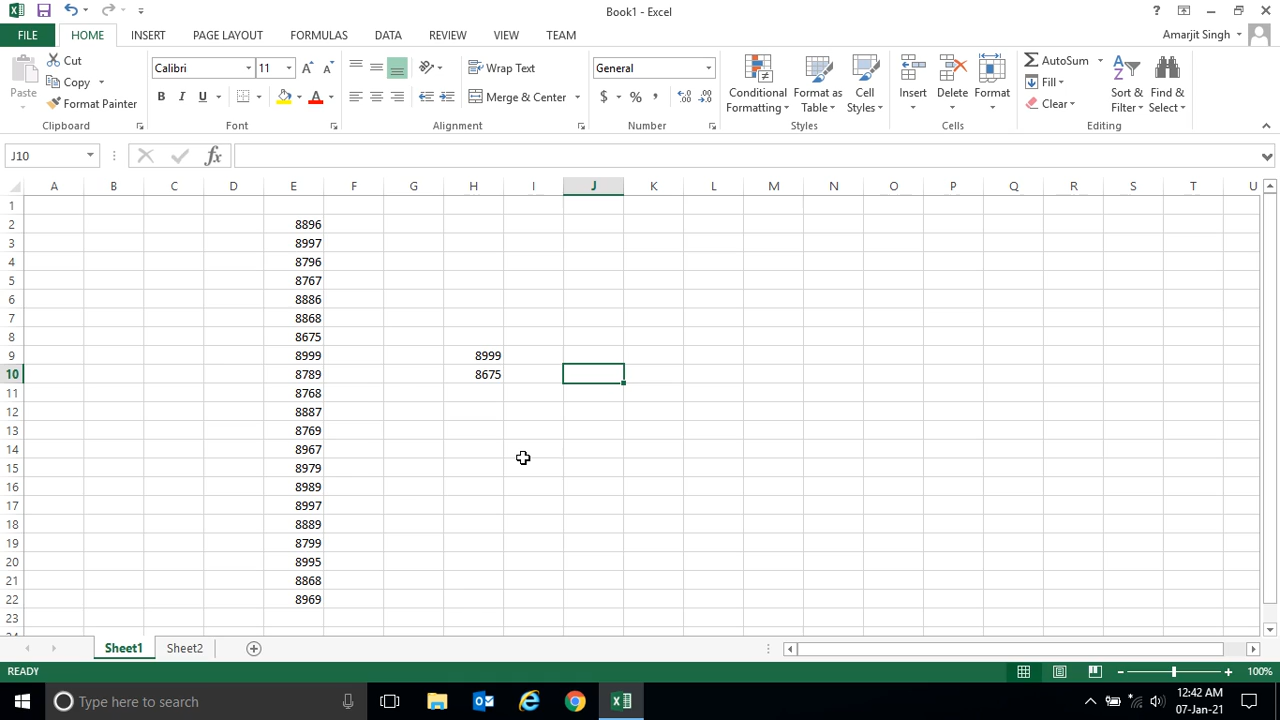 Book1 - Excel
?
FILE
HOME
INSERT
PAGE LAYOUT
FORMULAS
DATA
REVIEW
VIEW
TEAM
Amarjit Singh
Paste
Cut
Copy
Format Painter
Clipboard
Calibri
11
A
A
B
I
U
A
Font
Wrap Text
Merge & Center
Alignment
General
$
%
,
Number
Conditional Formatting
Format as Table
Cell Styles
Styles
Insert
Delete
Format
Cells
AutoSum
Fill
Clear
Sort & Filter
Find & Select
Editing
J10
fx
A B C D E F G H I J K L M N O P Q R S T U
1
2 8896
3 8997
4 8796
5 8767
6 8886
7 8868
8 8675
9 8999 8999
10 8789 8675
11 8768
12 8887
13 8769
14 8967
15 8979
16 8989
17 8997
18 8889
19 8799
20 8995
21 8868
22 8969
23
24
Sheet1
Sheet2
READY
100%
Type here to search
12:42 AM
07-Jan-21